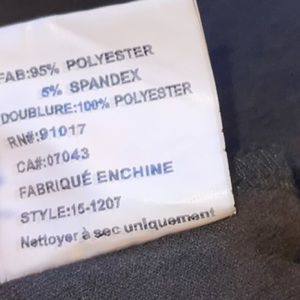 FAB:95% POLYESTER
5% SPANDEX
DOUBLURE:100% POLYESTER
RN#:91017
CA#:07043
FABRIQUÉ ENCHINE
STYLE:15-1207
Nettoyer à sec uniquement